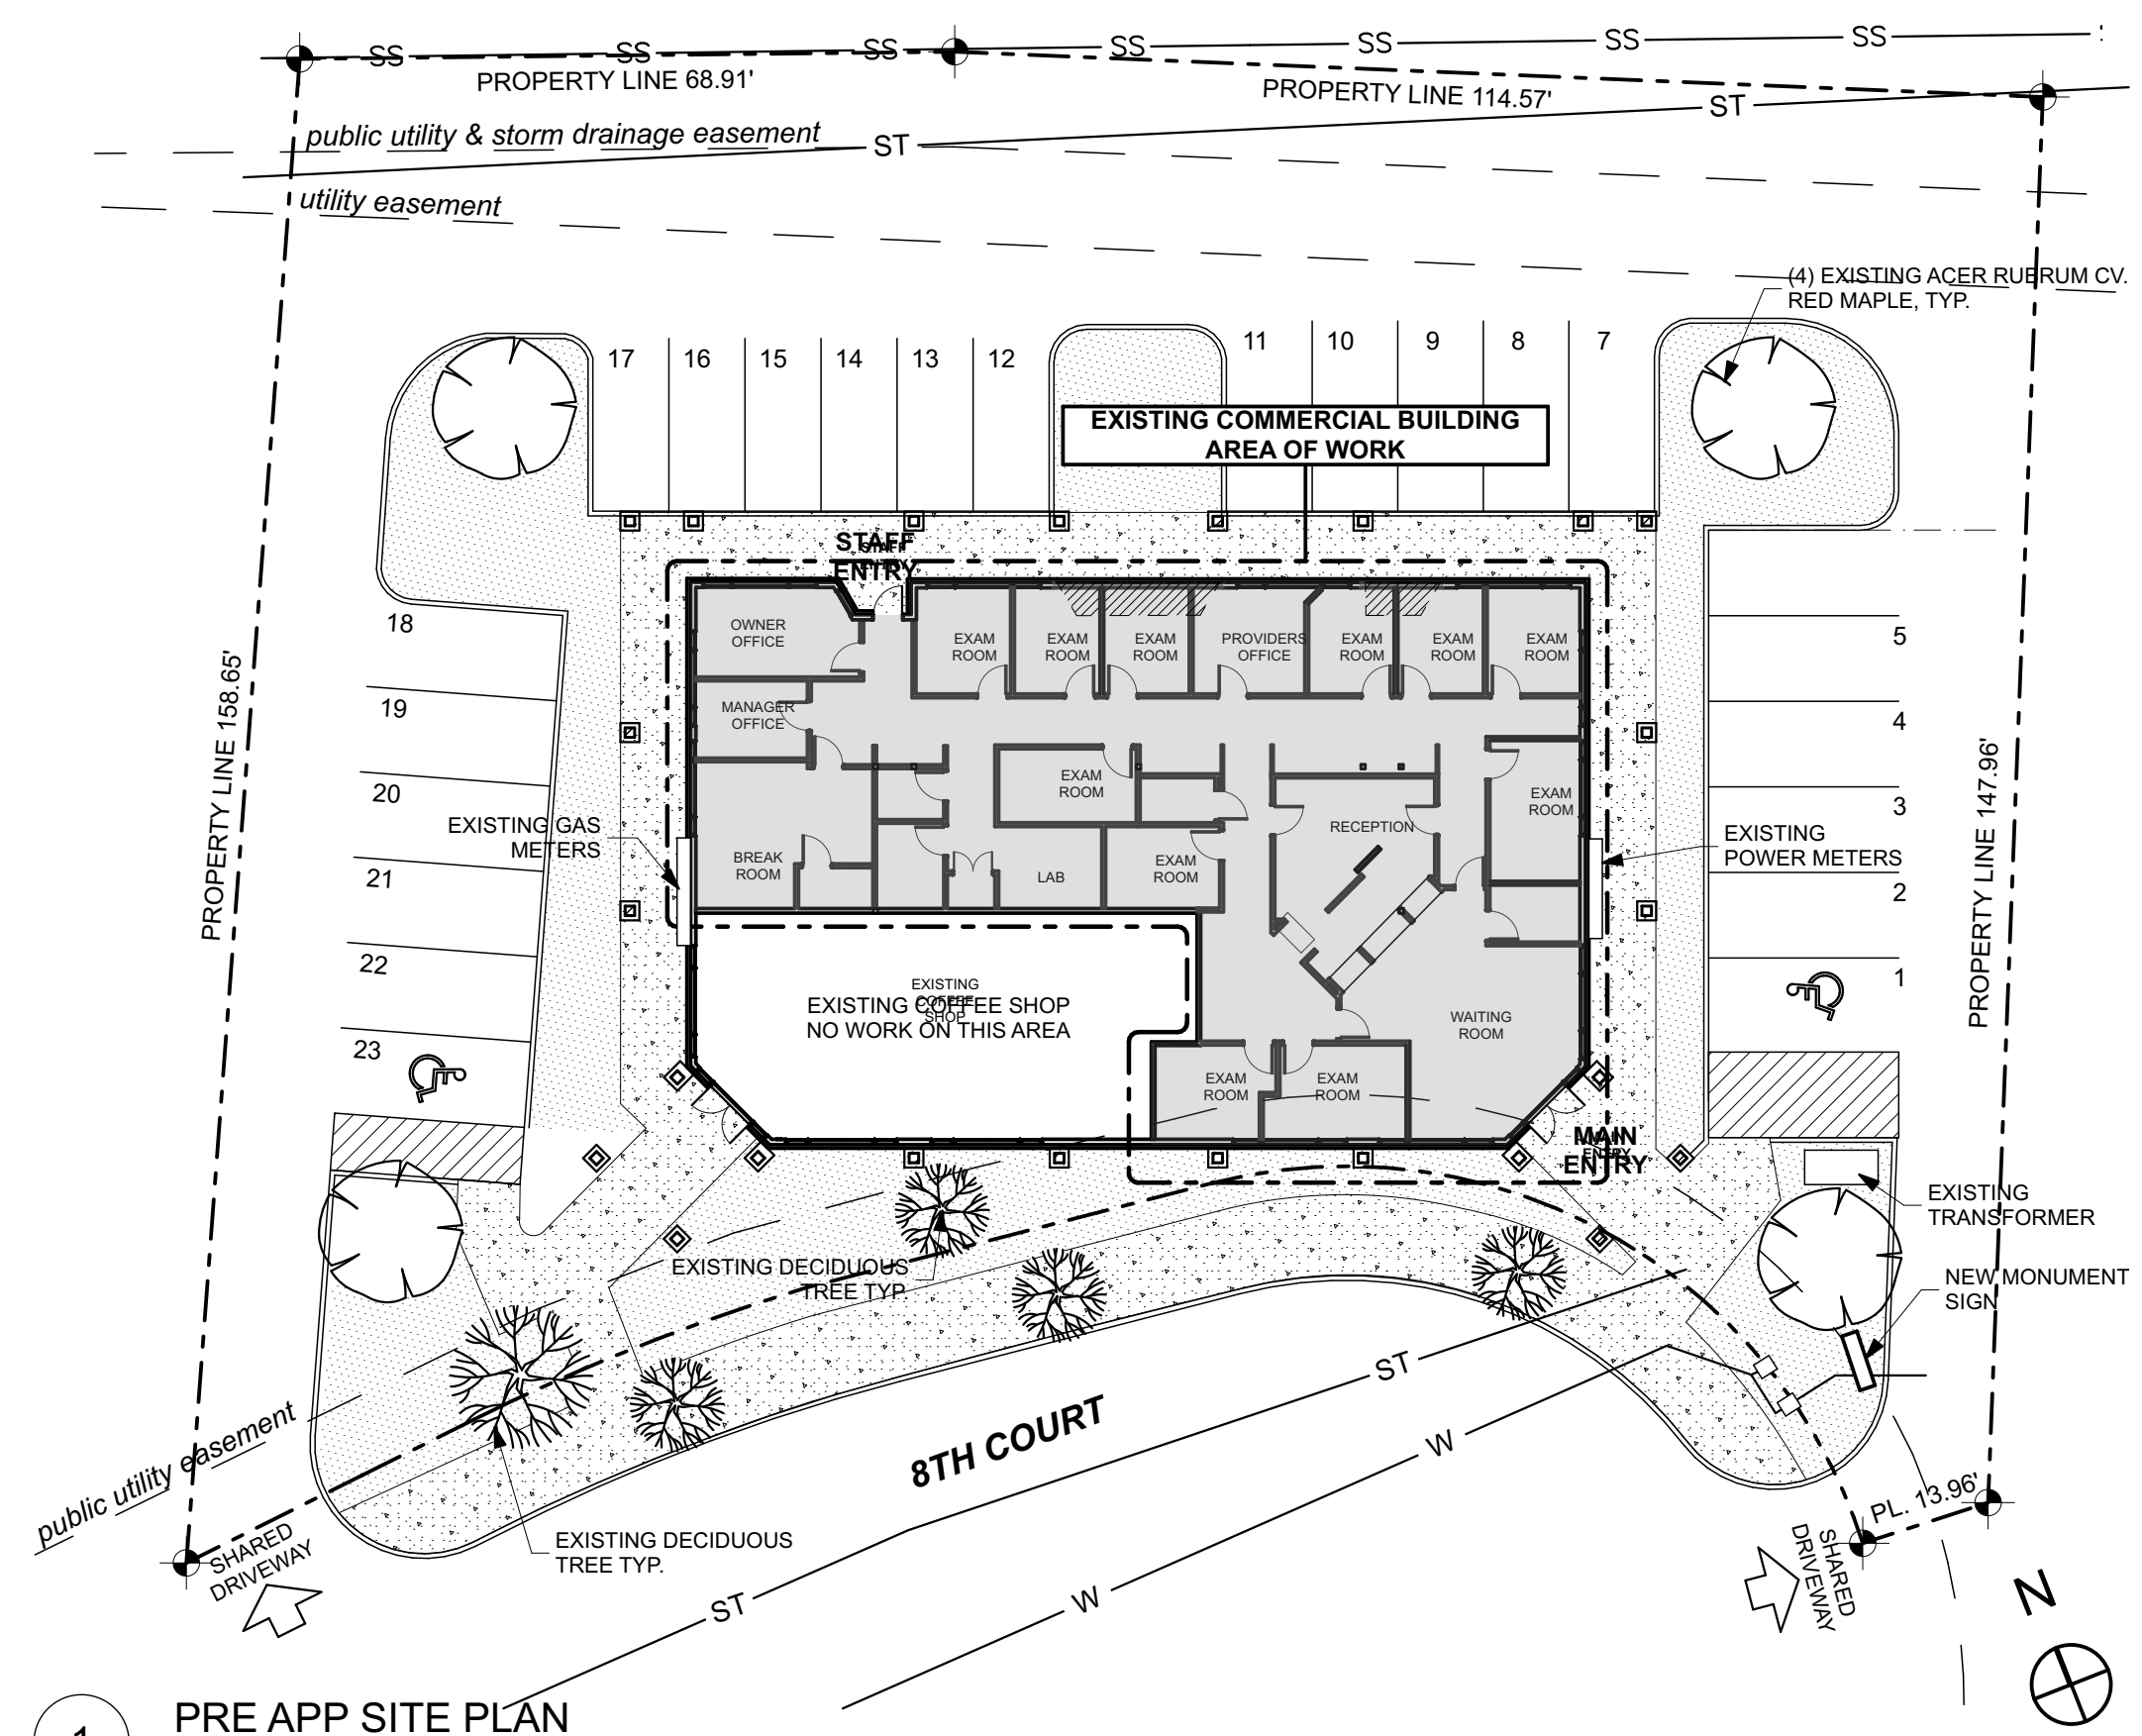 SS SS SS SS SS SS SS
PROPERTY LINE 68.91'
PROPERTY LINE 114.57'
ST
public utility & storm drainage easement
ST
utility easement
(4) EXISTING ACER RUBRUM CV.
RED MAPLE, TYP.
17 16 15 14 13 12 11 10 9 8 7
EXISTING COMMERCIAL BUILDING
AREA OF WORK
STAFF
ENTRY
STAFF
ENTRY
OWNER
OFFICE
EXAM
ROOM
EXAM
ROOM
EXAM
ROOM
PROVIDERS
OFFICE
EXAM
ROOM
EXAM
ROOM
EXAM
ROOM
18
19
20
21
22
23
5
4
3
2
1
MANAGER
OFFICE
PROPERTY LINE 158.65'
PROPERTY LINE 147.96'
EXISTING GAS
METERS
EXAM
ROOM
EXAM
ROOM
RECEPTION
EXISTING
POWER METERS
BREAK
ROOM
LAB
EXAM
ROOM
EXISTING
COFFEE
SHOP
EXISTING COFFEE SHOP
NO WORK ON THIS AREA
WAITING
ROOM
EXAM
ROOM
EXAM
ROOM
MAIN
ENTRY
MAIN
ENTRY
EXISTING
TRANSFORMER
EXISTING DECIDUOUS
TREE TYP.
NEW MONUMENT
SIGN
ST
8TH COURT
W
public utility easement
PL. 13.96'
SHARED
DRIVEWAY
EXISTING DECIDUOUS
TREE TYP.
SHARED
DRIVEWAY
ST
W
N
1
PRE APP SITE PLAN